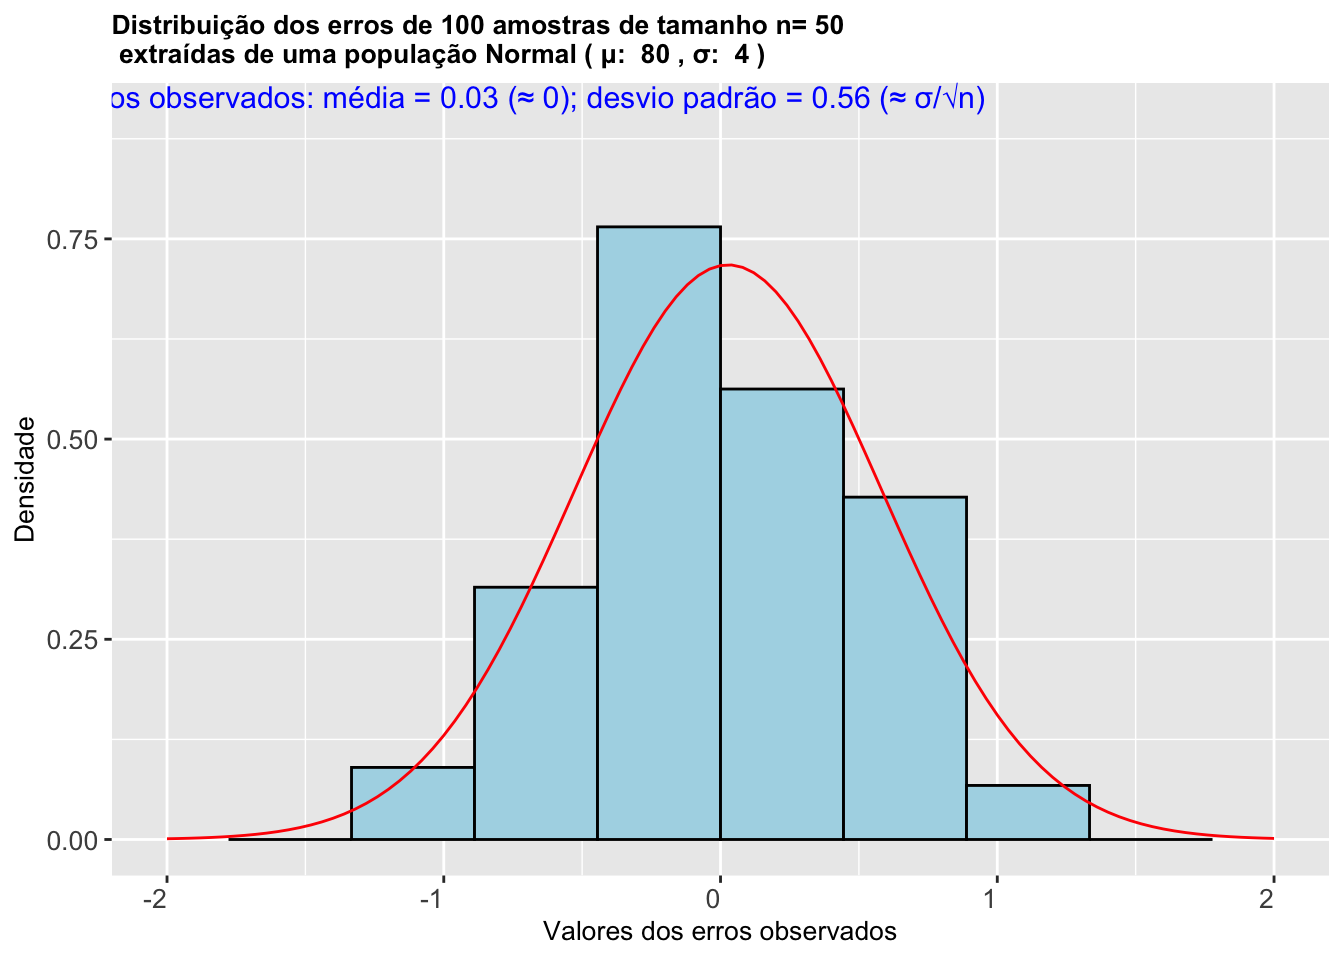 Distribuição dos erros de 100 amostras de tamanho n= 50
extraídas de uma população Normal ( μ:  80 , σ:  4 )
os observados: média = 0.03 (≈ 0); desvio padrão = 0.56 (≈ σ/√n)
0.75
0.50
0.25
0.00
Densidade
-2 -1 0 1 2
Valores dos erros observados